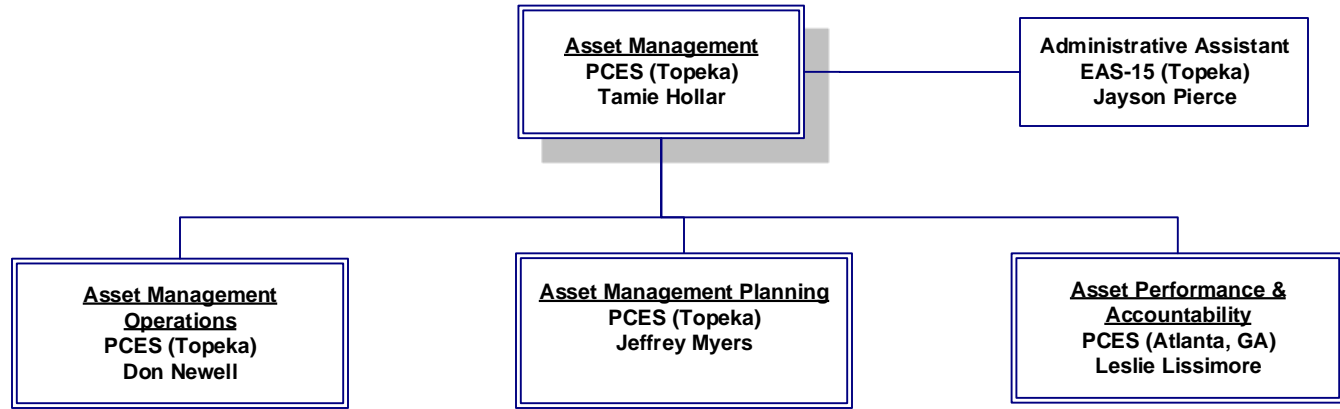 Asset Management
PCES (Topeka)
Tamie Hollar
Administrative Assistant
EAS-15 (Topeka)
Jayson Pierce
Asset Management
Operations
PCES (Topeka)
Don Newell
Asset Management Planning
PCES (Topeka)
Jeffrey Myers
Asset Performance &
Accountability
PCES (Atlanta, GA)
Leslie Lissimore